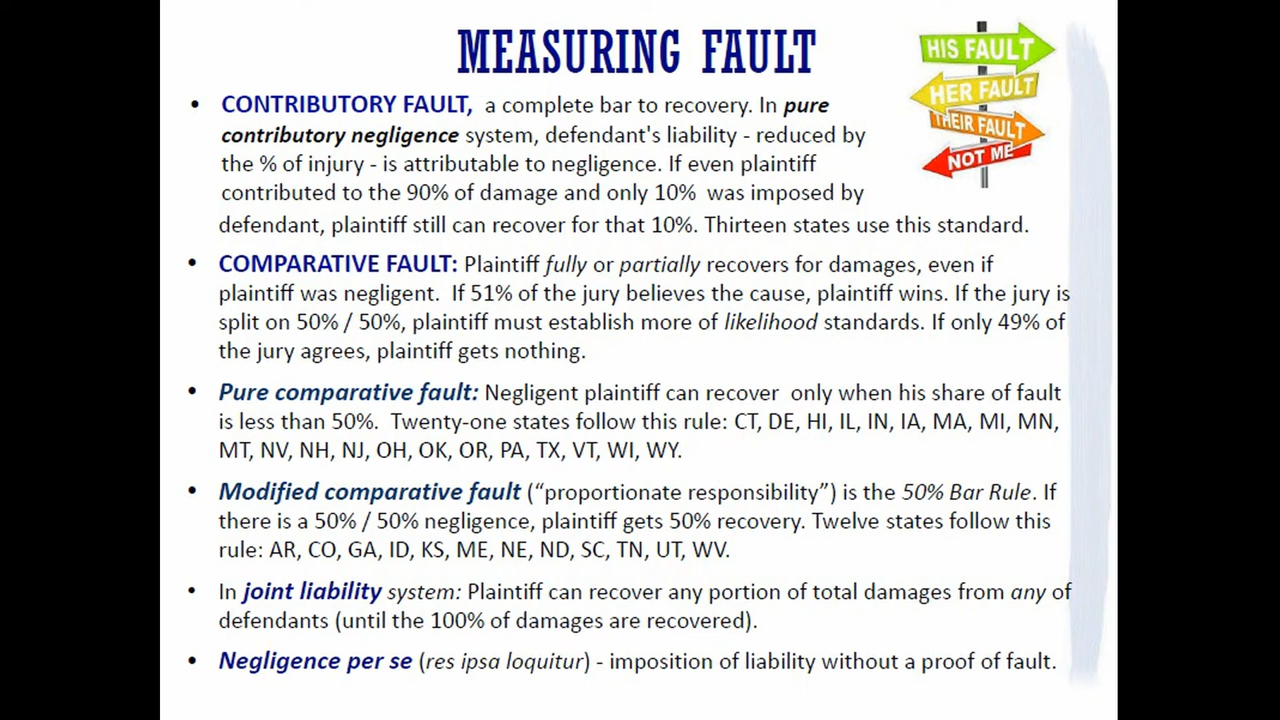 MEASURING FAULT
HIS FAULT
HER FAULT
THEIR FAULT
NOT ME
• CONTRIBUTORY FAULT, a complete bar to recovery. In pure
contributory negligence system, defendant's liability - reduced by
the % of injury - is attributable to negligence. If even plaintiff
contributed to the 90% of damage and only 10% was imposed by
defendant, plaintiff still can recover for that 10%. Thirteen states use this standard.
• COMPARATIVE FAULT: Plaintiff fully or partially recovers for damages, even if
plaintiff was negligent. If 51% of the jury believes the cause, plaintiff wins. If the jury is
split on 50% / 50%, plaintiff must establish more of likelihood standards. If only 49% of
the jury agrees, plaintiff gets nothing.
• Pure comparative fault: Negligent plaintiff can recover only when his share of fault
is less than 50%. Twenty-one states follow this rule: CT, DE, HI, IL, IN, IA, MA, MI, MN,
MT, NV, NH, NJ, OH, OK, OR, PA, TX, VT, WI, WY.
• Modified comparative fault (“proportionate responsibility”) is the 50% Bar Rule. If
there is a 50% / 50% negligence, plaintiff gets 50% recovery. Twelve states follow this
rule: AR, CO, GA, ID, KS, ME, NE, ND, SC, TN, UT, WV.
• In joint liability system: Plaintiff can recover any portion of total damages from any of
defendants (until the 100% of damages are recovered).
• Negligence per se (res ipsa loquitur) - imposition of liability without a proof of fault.